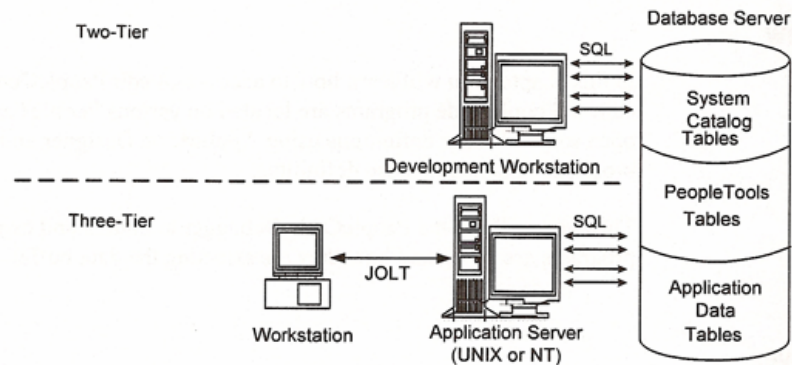 Database Server
Two-Tier
SQL
System
Catalog
Tables
Development Workstation
PeopleTools
Tables
Three-Tier
SQL
JOLT
Application
Data
Tables
Workstation
Application Server
(UNIX or NT)